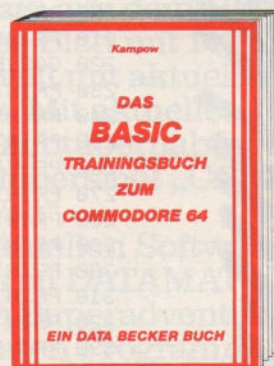 Kampow
DAS
BASIC
TRAININGSBUCH
ZUM
COMMODORE 64
EIN DATA BECKER BUCH